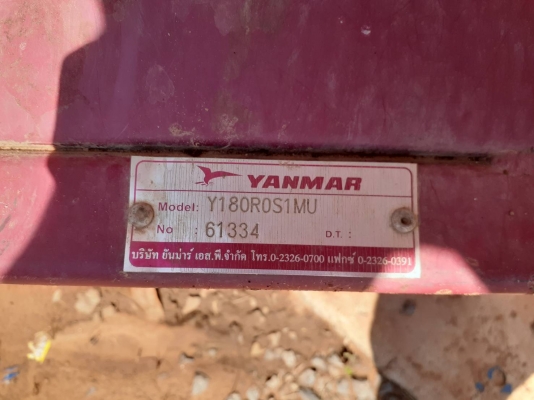 YANMAR
Model: Y180R0S1MU
No : 61334 D.T. :
บริษัท ยันม่าร์ เอส.พี.จำกัด โทร.0-2326-0700 แฟกซ์ 0-2326-0391